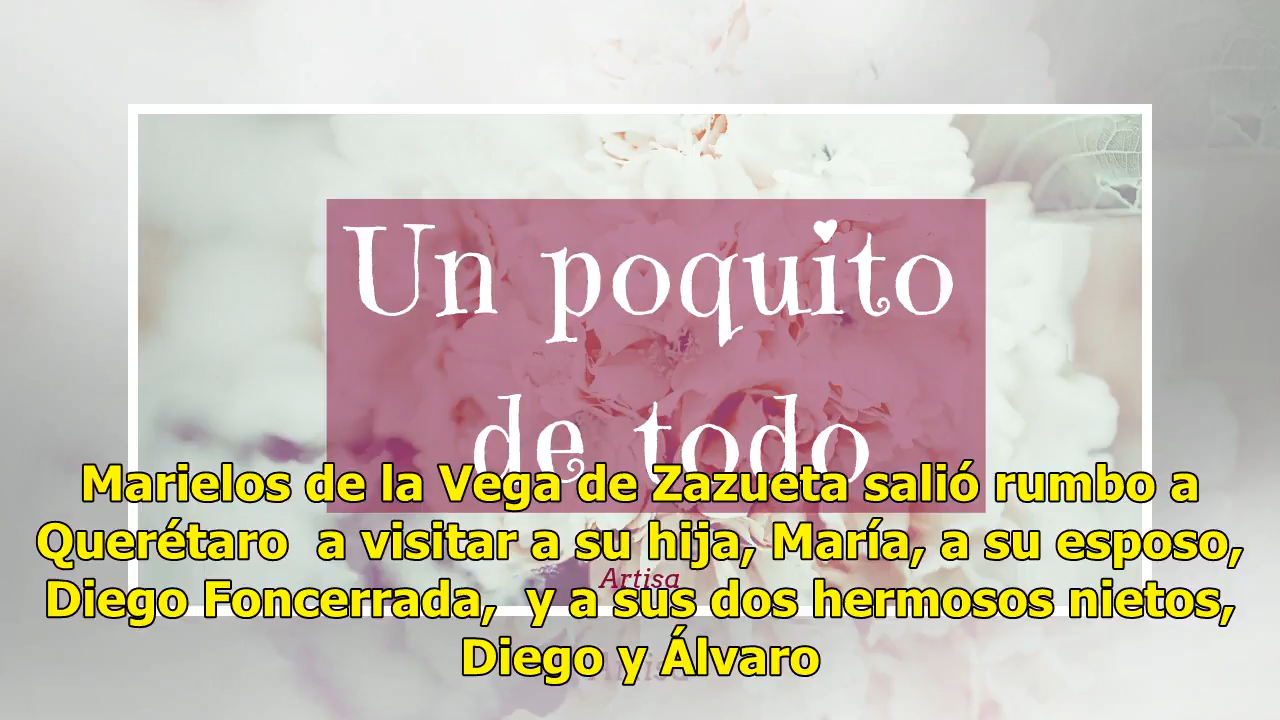 Un poquito
de todo
Marielos de la Vega de Zazueta salió rumbo a
Querétaro  a visitar a su hija, María, a su esposo,
Artisa
Diego Foncerrada,  y a sus dos hermosos nietos,
Diego y Álvaro